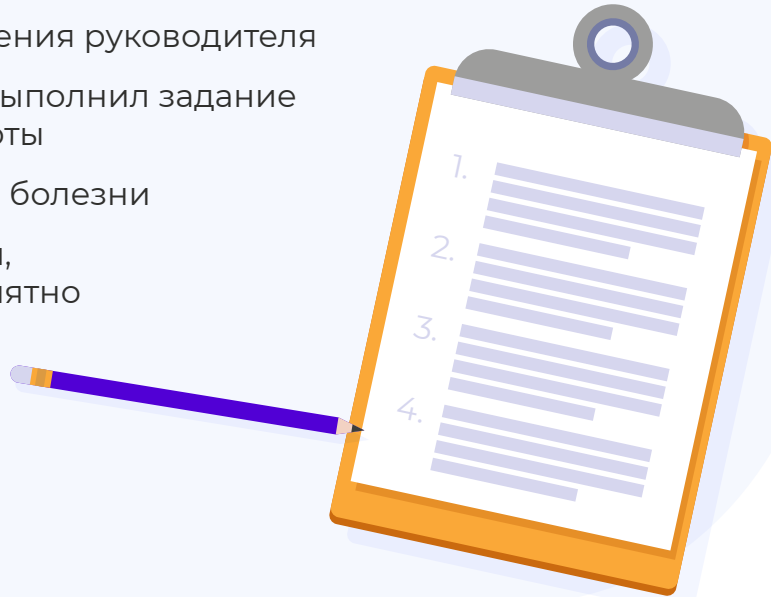 ения руководителя
ыполнил задание
оты
болезни
ятно
1.
2.
3.
4.